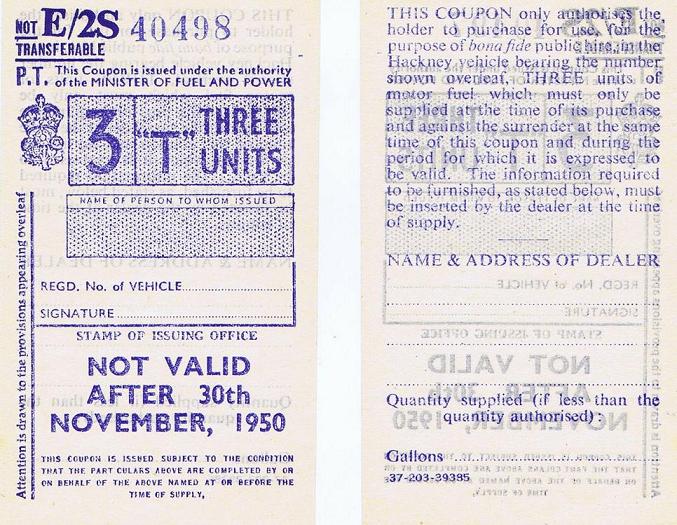 NOT E/2S 40498
TRANSFERABLE
P.T. This Coupon is issued under the authority
of the MINISTER OF FUEL AND POWER
3 "T" THREE
UNITS
NAME OF PERSON TO WHOM ISSUED
REGD. No. of VEHICLE
SIGNATURE
STAMP OF ISSUING OFFICE
NOT VALID
AFTER 30th
NOVEMBER, 1950
THIS COUPON IS ISSUED SUBJECT TO THE CONDITION
THAT THE PART CULARS ABOVE ARE COMPLETED BY OR
ON BEHALF OF THE ABOVE NAMED AT OR BEFORE THE
TIME OF SUPPLY,
Attention is drawn to the provisions appearing overleaf
THIS COUPON only authorises the
holder to purchase for use, for the
purpose of bona fide public hire, in the
Hackney vehicle bearing the number
shown overleaf, THREE units of
motor fuel which must only be
supplied at the time of its purchase
and against the surrender at the same
time of this coupon and during the
period for which it is expressed to
be valid. The information required
to be furnished, as stated below, must
be inserted by the dealer at the time
of supply.
NAME & ADDRESS OF DEALER
Quantity supplied (if less than the
quantity authorised):
Gallons
37-203-39385